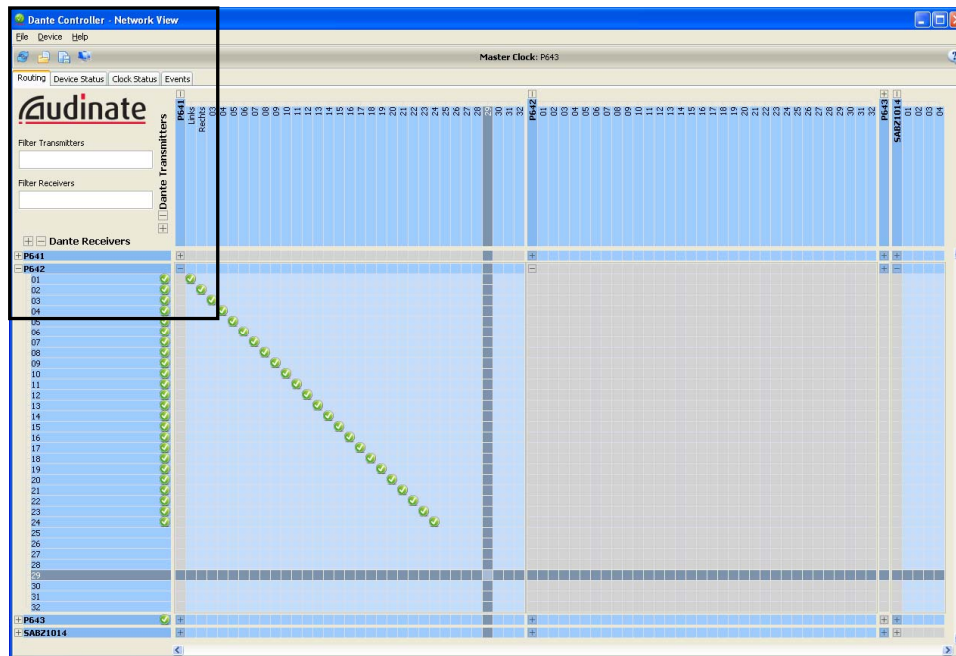 Dante Controller - Network View
File Device Help
Master Clock: P643
Routing Device Status Clock Status Events
Audinate
Filter Transmitters
Filter Receivers
Dante Transmitters
Dante Receivers
P641 Links Rechts 03 04 05 06 07 08 09 10 11 12 13 14 15 16 17 18 19 20 21 22 23 24 25 26 27 28 29 30 31 32 P642 01 02 03 04 05 06 07 08 09 10 11 12 13 14 15 16 17 18 19 20 21 22 23 24 25 26 27 28 29 30 31 32 P643 SABZ1014 01 02 03 04
P641
P642
01
02
03
04
05
06
07
08
09
10
11
12
13
14
15
16
17
18
19
20
21
22
23
24
25
26
27
28
29
30
31
32
P643
SABZ1014